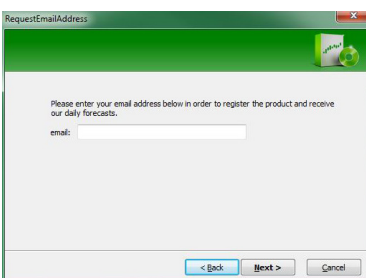 RequestEmailAddress
Please enter your email address below in order to register the product and receive
our daily forecasts.
email:
< Back Next > Cancel